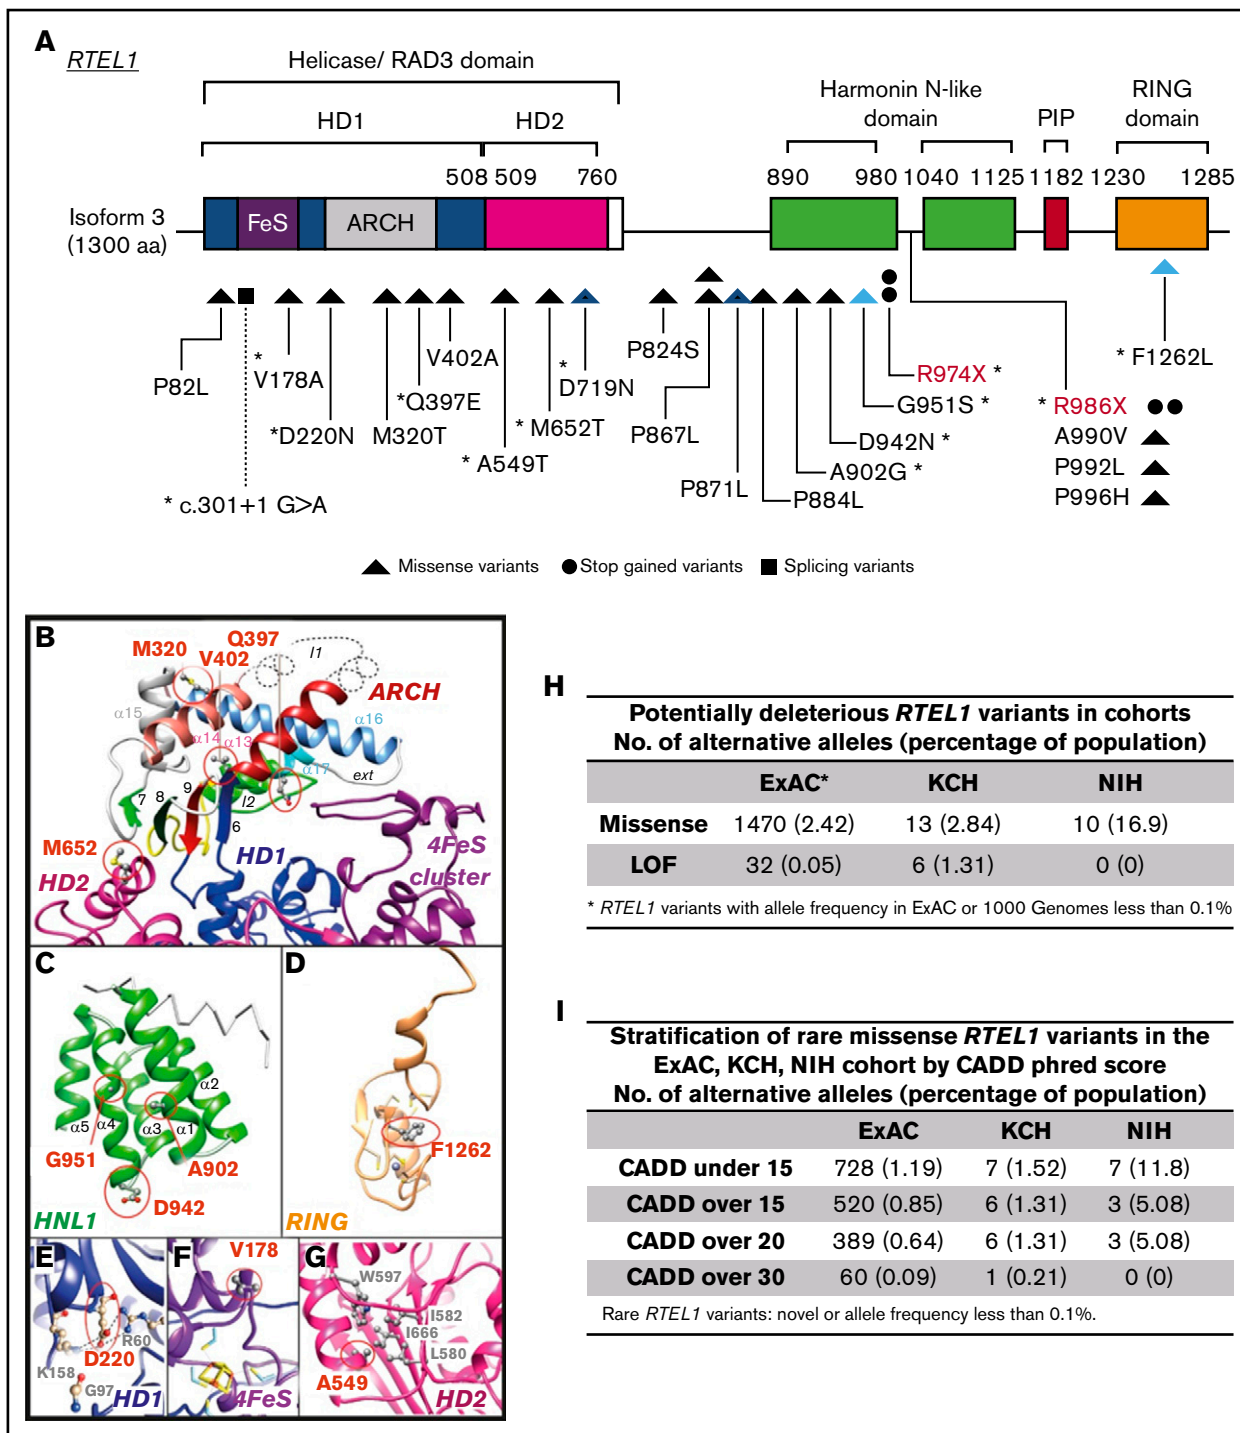 A
RTEL1
Helicase/ RAD3 domain
HD1
HD2
Harmonin N-like
domain
PIP
RING
domain
508 509 760 890 980 1040 1125 1182 1230 1285
Isoform 3
(1300 aa)
FeS
ARCH
P82L
* V178A
*D220N
* c.301+1 G>A
M320T
*Q397E
V402A
* A549T
* M652T
* D719N
P824S
P867L
P871L
P884L
A902G *
D942N *
G951S *
R974X *
* R986X
A990V
P992L
P996H
* F1262L
Missense variants Stop gained variants Splicing variants
B
M320
V402
Q397
l1
ARCH
α15
α14
α13
α16
α17
ext
7
8
9
l2
6
M652
HD2
HD1
4FeS
cluster
C
α2
α5
α4
α3
α1
G951
A902
D942
HNL1
D
F1262
RING
E
R60
D220
K158
G97
HD1
F
V178
4FeS
G
W597
I582
I666
L580
A549
HD2
H
Potentially deleterious RTEL1 variants in cohorts
No. of alternative alleles (percentage of population)
ExAC* KCH NIH
Missense 1470 (2.42) 13 (2.84) 10 (16.9)
LOF 32 (0.05) 6 (1.31) 0 (0)
* RTEL1 variants with allele frequency in ExAC or 1000 Genomes less than 0.1%
I
Stratification of rare missense RTEL1 variants in the
ExAC, KCH, NIH cohort by CADD phred score
No. of alternative alleles (percentage of population)
ExAC KCH NIH
CADD under 15 728 (1.19) 7 (1.52) 7 (11.8)
CADD over 15 520 (0.85) 6 (1.31) 3 (5.08)
CADD over 20 389 (0.64) 6 (1.31) 3 (5.08)
CADD over 30 60 (0.09) 1 (0.21) 0 (0)
Rare RTEL1 variants: novel or allele frequency less than 0.1%.